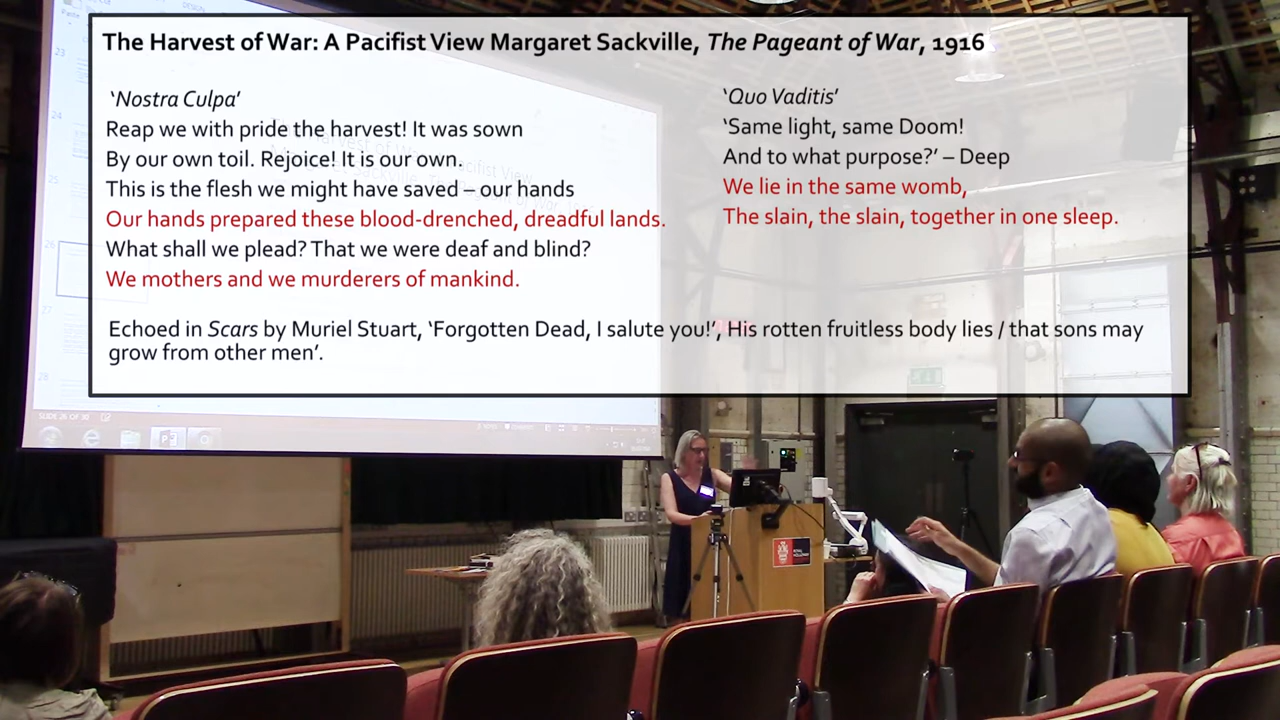 The Harvest of War: A Pacifist View Margaret Sackville, The Pageant of War, 1916
‘Nostra Culpa’
Reap we with pride the harvest! It was sown
By our own toil. Rejoice! It is our own.
This is the flesh we might have saved – our hands
Our hands prepared these blood-drenched, dreadful lands.
What shall we plead? That we were deaf and blind?
We mothers and we murderers of mankind.
‘Quo Vaditis’
‘Same light, same Doom!
And to what purpose?’ – Deep
We lie in the same womb,
The slain, the slain, together in one sleep.
Echoed in Scars by Muriel Stuart, ‘Forgotten Dead, I salute you!’, His rotten fruitless body lies / that sons may
grow from other men’.
SLIDE 26 OF 30
ROYAL
HOLLOWAY